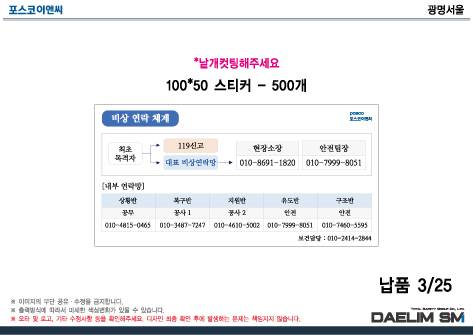 포스코이앤씨
광명서울
*낱개컷팅해주세요
100*50 스티커 - 500개
비상 연락 체계
posco
포스코이앤씨
최초
목격자
119신고
대표 비상연락망
현장소장
010-8691-1820
안전팀장
010-7999-8051
[내부 연락망]
상황반 복구반 지원반 유도반 구조반
공무 공사1 공사2 안전 안전
010-4815-0465 010-3487-7247 010-4610-5002 010-7999-8051 010-7460-5595
보건담당 : 010-2414-2844
납품 3/25
※ 이미지의 무단 공유·수정을 금지합니다.
※ 출력방식에 따라서 미세한 색상변화가 있을 수 있습니다.
※ 오타 및 로고, 기타 수정사항 등을 확인해주세요. 디자인 최종 확인 후에 발생하는 문제는 책임지지 않습니다.
TOTAL SAFETY GROUP CO., LTD.
DAELIM SM